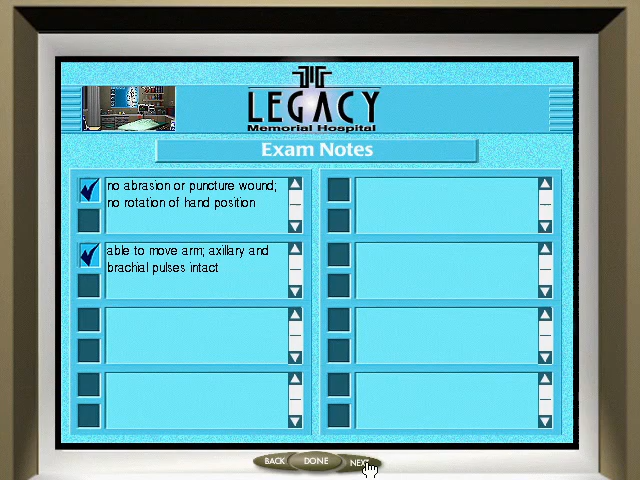 LEGACY
Memorial Hospital
Exam Notes
no abrasion or puncture wound;
no rotation of hand position
able to move arm; axillary and
brachial pulses intact
BACK DONE NEXT